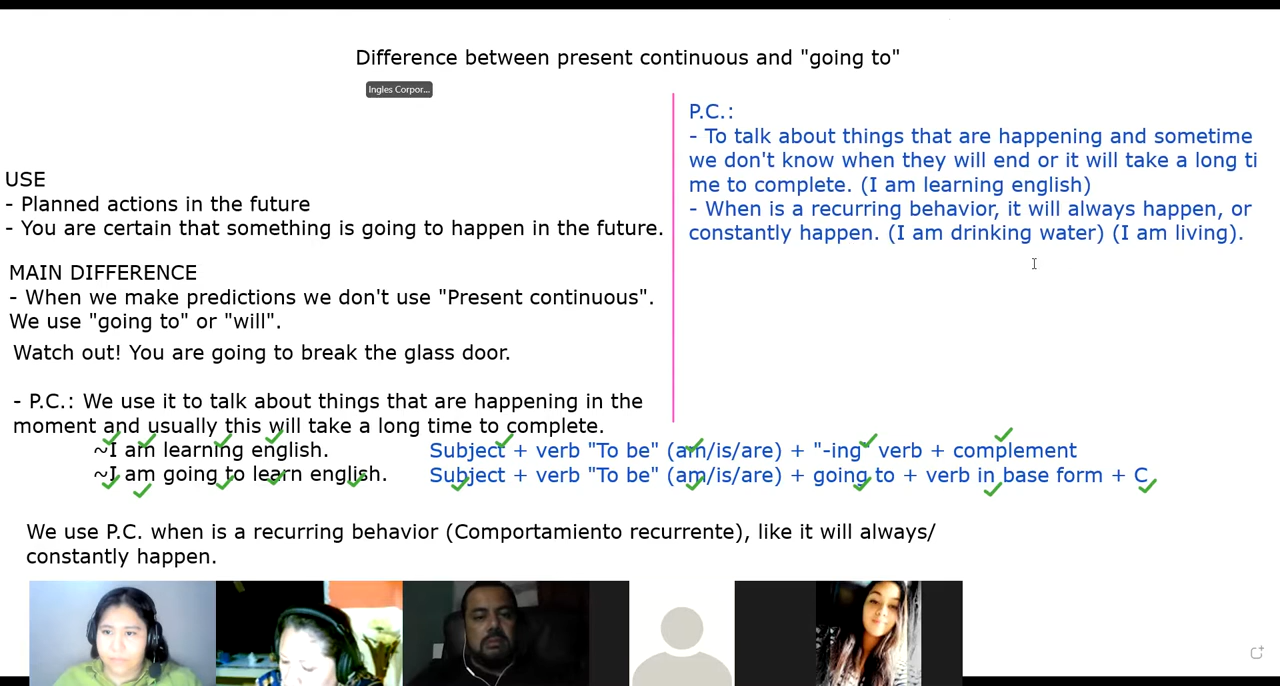 Difference between present continuous and "going to"
Ingles Corpor...
USE
- Planned actions in the future
- You are certain that something is going to happen in the future.
MAIN DIFFERENCE
- When we make predictions we don't use "Present continuous".
We use "going to" or "will".
Watch out! You are going to break the glass door.
- P.C.: We use it to talk about things that are happening in the
moment and usually this will take a long time to complete.
~I am learning english.
~I am going to learn english.
P.C.:
- To talk about things that are happening and sometime
we don't know when they will end or it will take a long ti
me to complete. (I am learning english)
- When is a recurring behavior, it will always happen, or
constantly happen. (I am drinking water) (I am living).
Subject + verb "To be" (am/is/are) + "-ing" verb + complement
Subject + verb "To be" (am/is/are) + going to + verb in base form + C
We use P.C. when is a recurring behavior (Comportamiento recurrente), like it will always/
constantly happen.